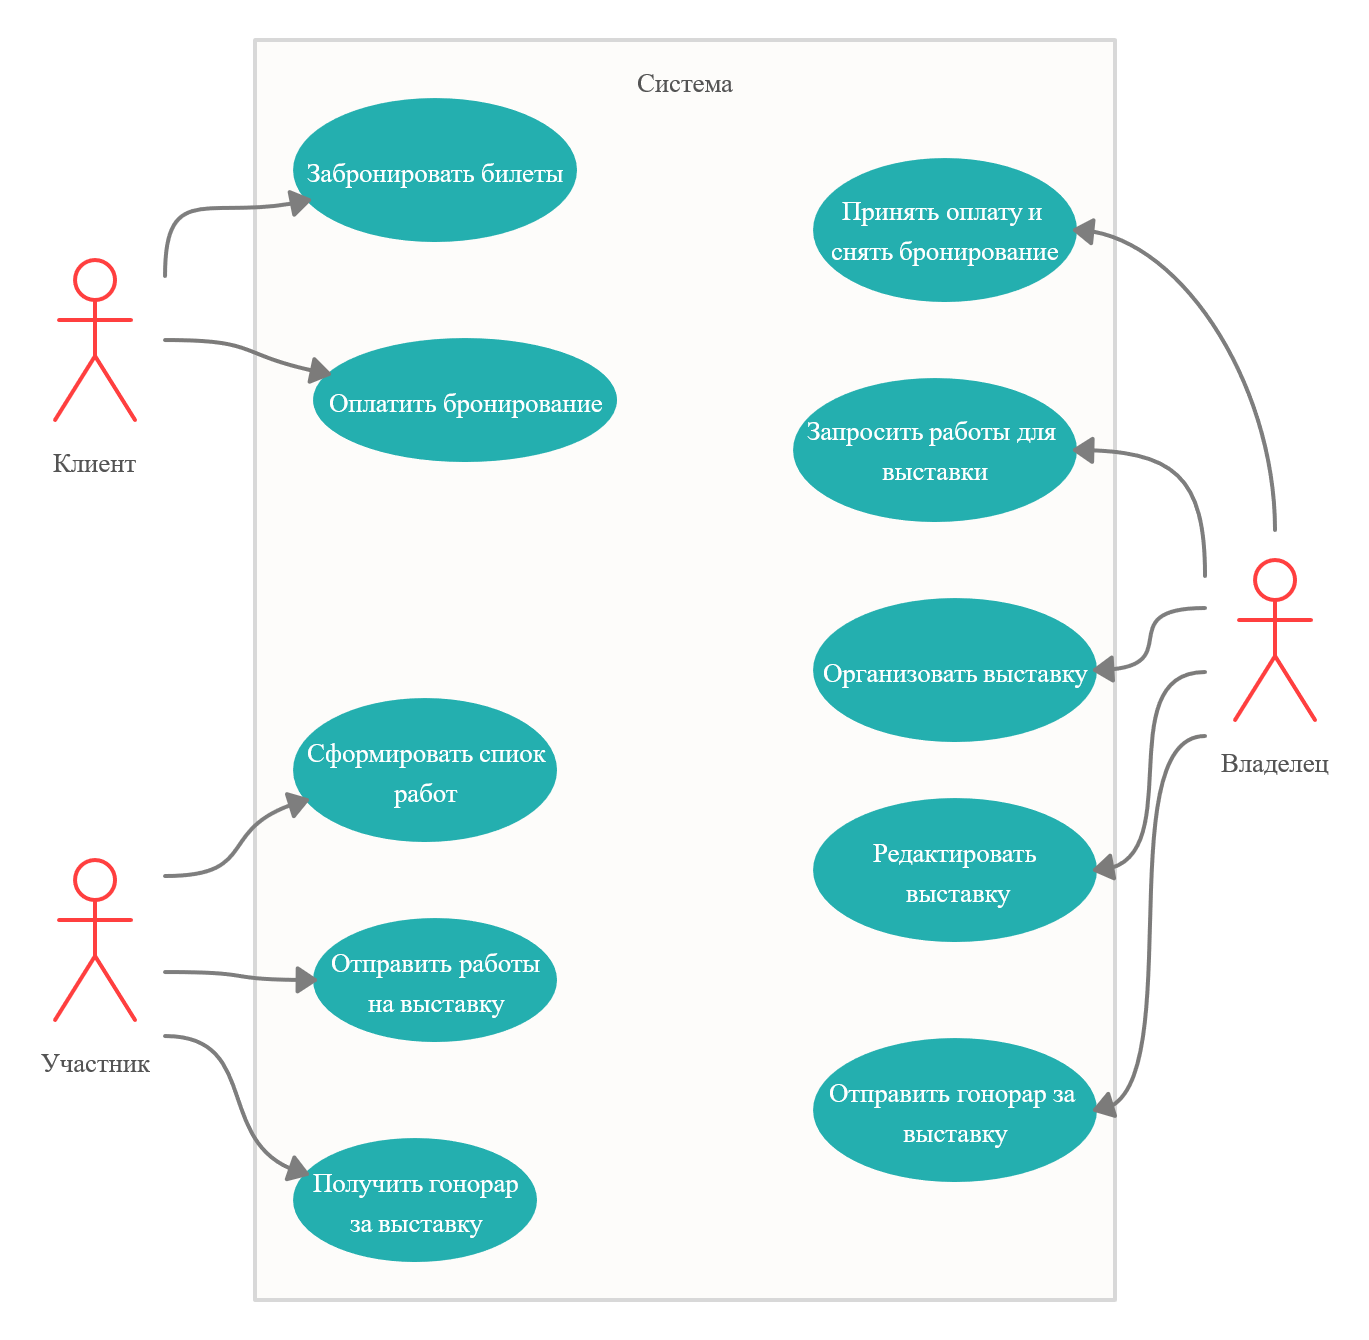 Система
Забронировать билеты
Оплатить бронирование
Клиент
Принять оплату и
снять бронирование
Запросить работы для
выставки
Организовать выставку
Редактировать
выставку
Отправить гонорар за
выставку
Владелец
Сформировать спиок
работ
Отправить работы
на выставку
Получить гонорар
за выставку
Участник